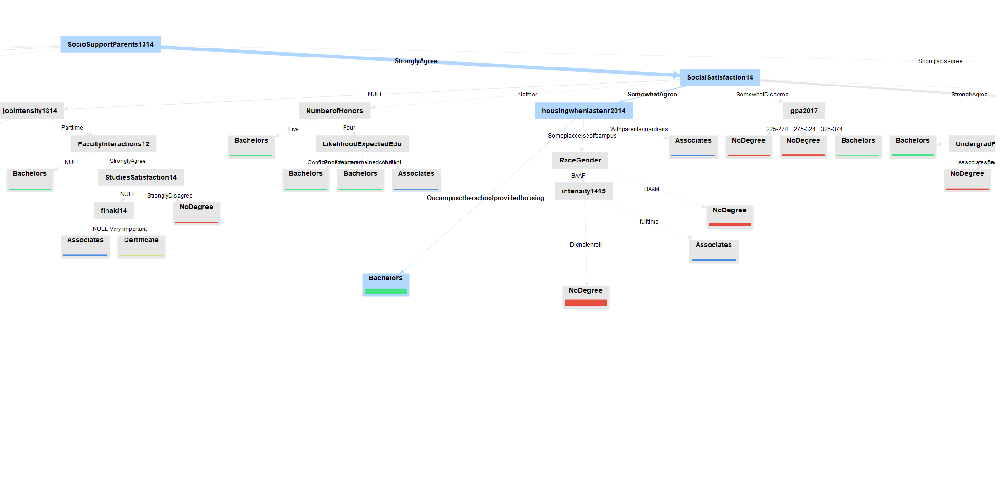 SocioSupportParents1314
StronglyAgree
Stronglydisagree
SocialSatisfaction14
NULL
Neither
SomewhatAgree
SomewhatDisagree
StronglyAgree
jobintensity1314
NumberofHonors
housingwhenlastenr2014
gpa2017
Parttime
Five
Four
Someplaceelseoffcampus
Withparentsguardians
225-274
275-324
325-374
FacultyInteractions12
Bachelors
LikelihoodExpectedEdu
Associates
NoDegree
NoDegree
Bachelors
Bachelors
UndergradP
NULL
StronglyAgree
NULL
RaceGender
Bachelors
StudiesSatisfaction14
Bachelors
Bachelors
Associates
BAAF
BAAM
intensity1415
NoDegree
NULL
StronglyDisagree
Oncampusotherschoolprovidedhousing
finaid14
NoDegree
NoDegree
fulltime
NULL
Very important
Associates
Certificate
Didnotenroll
Associates
Bachelors
NoDegree